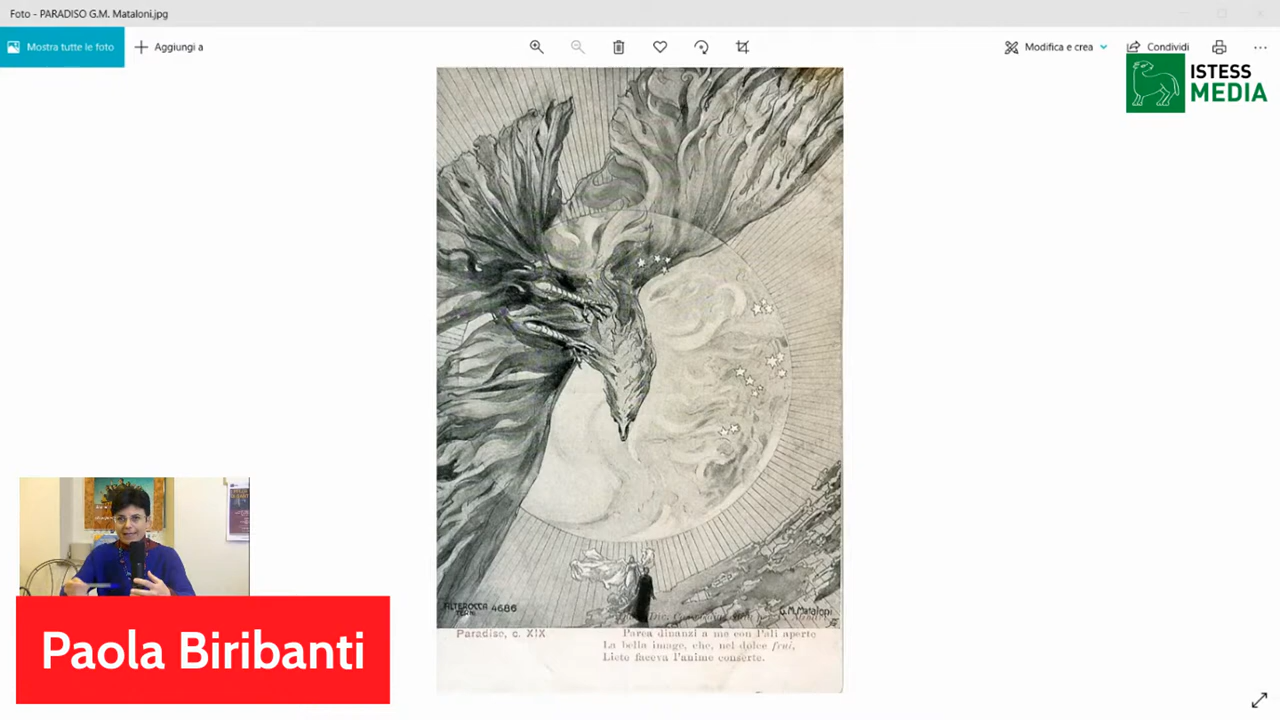 Foto - PARADISO G.M. Mataloni.jpg
Mostra tutte le foto
Aggiungi a
Modifica e crea
Condividi
ISTESS
MEDIA
ALTEROCCA 4686
TERNI
G.M. Mataloni
Paradiso, c. XIX
Parea dinanzi a me con l'ali aperte
La bella image, che, nel dolce frui,
Liete faceva l'anime conserte.
Paola Biribanti